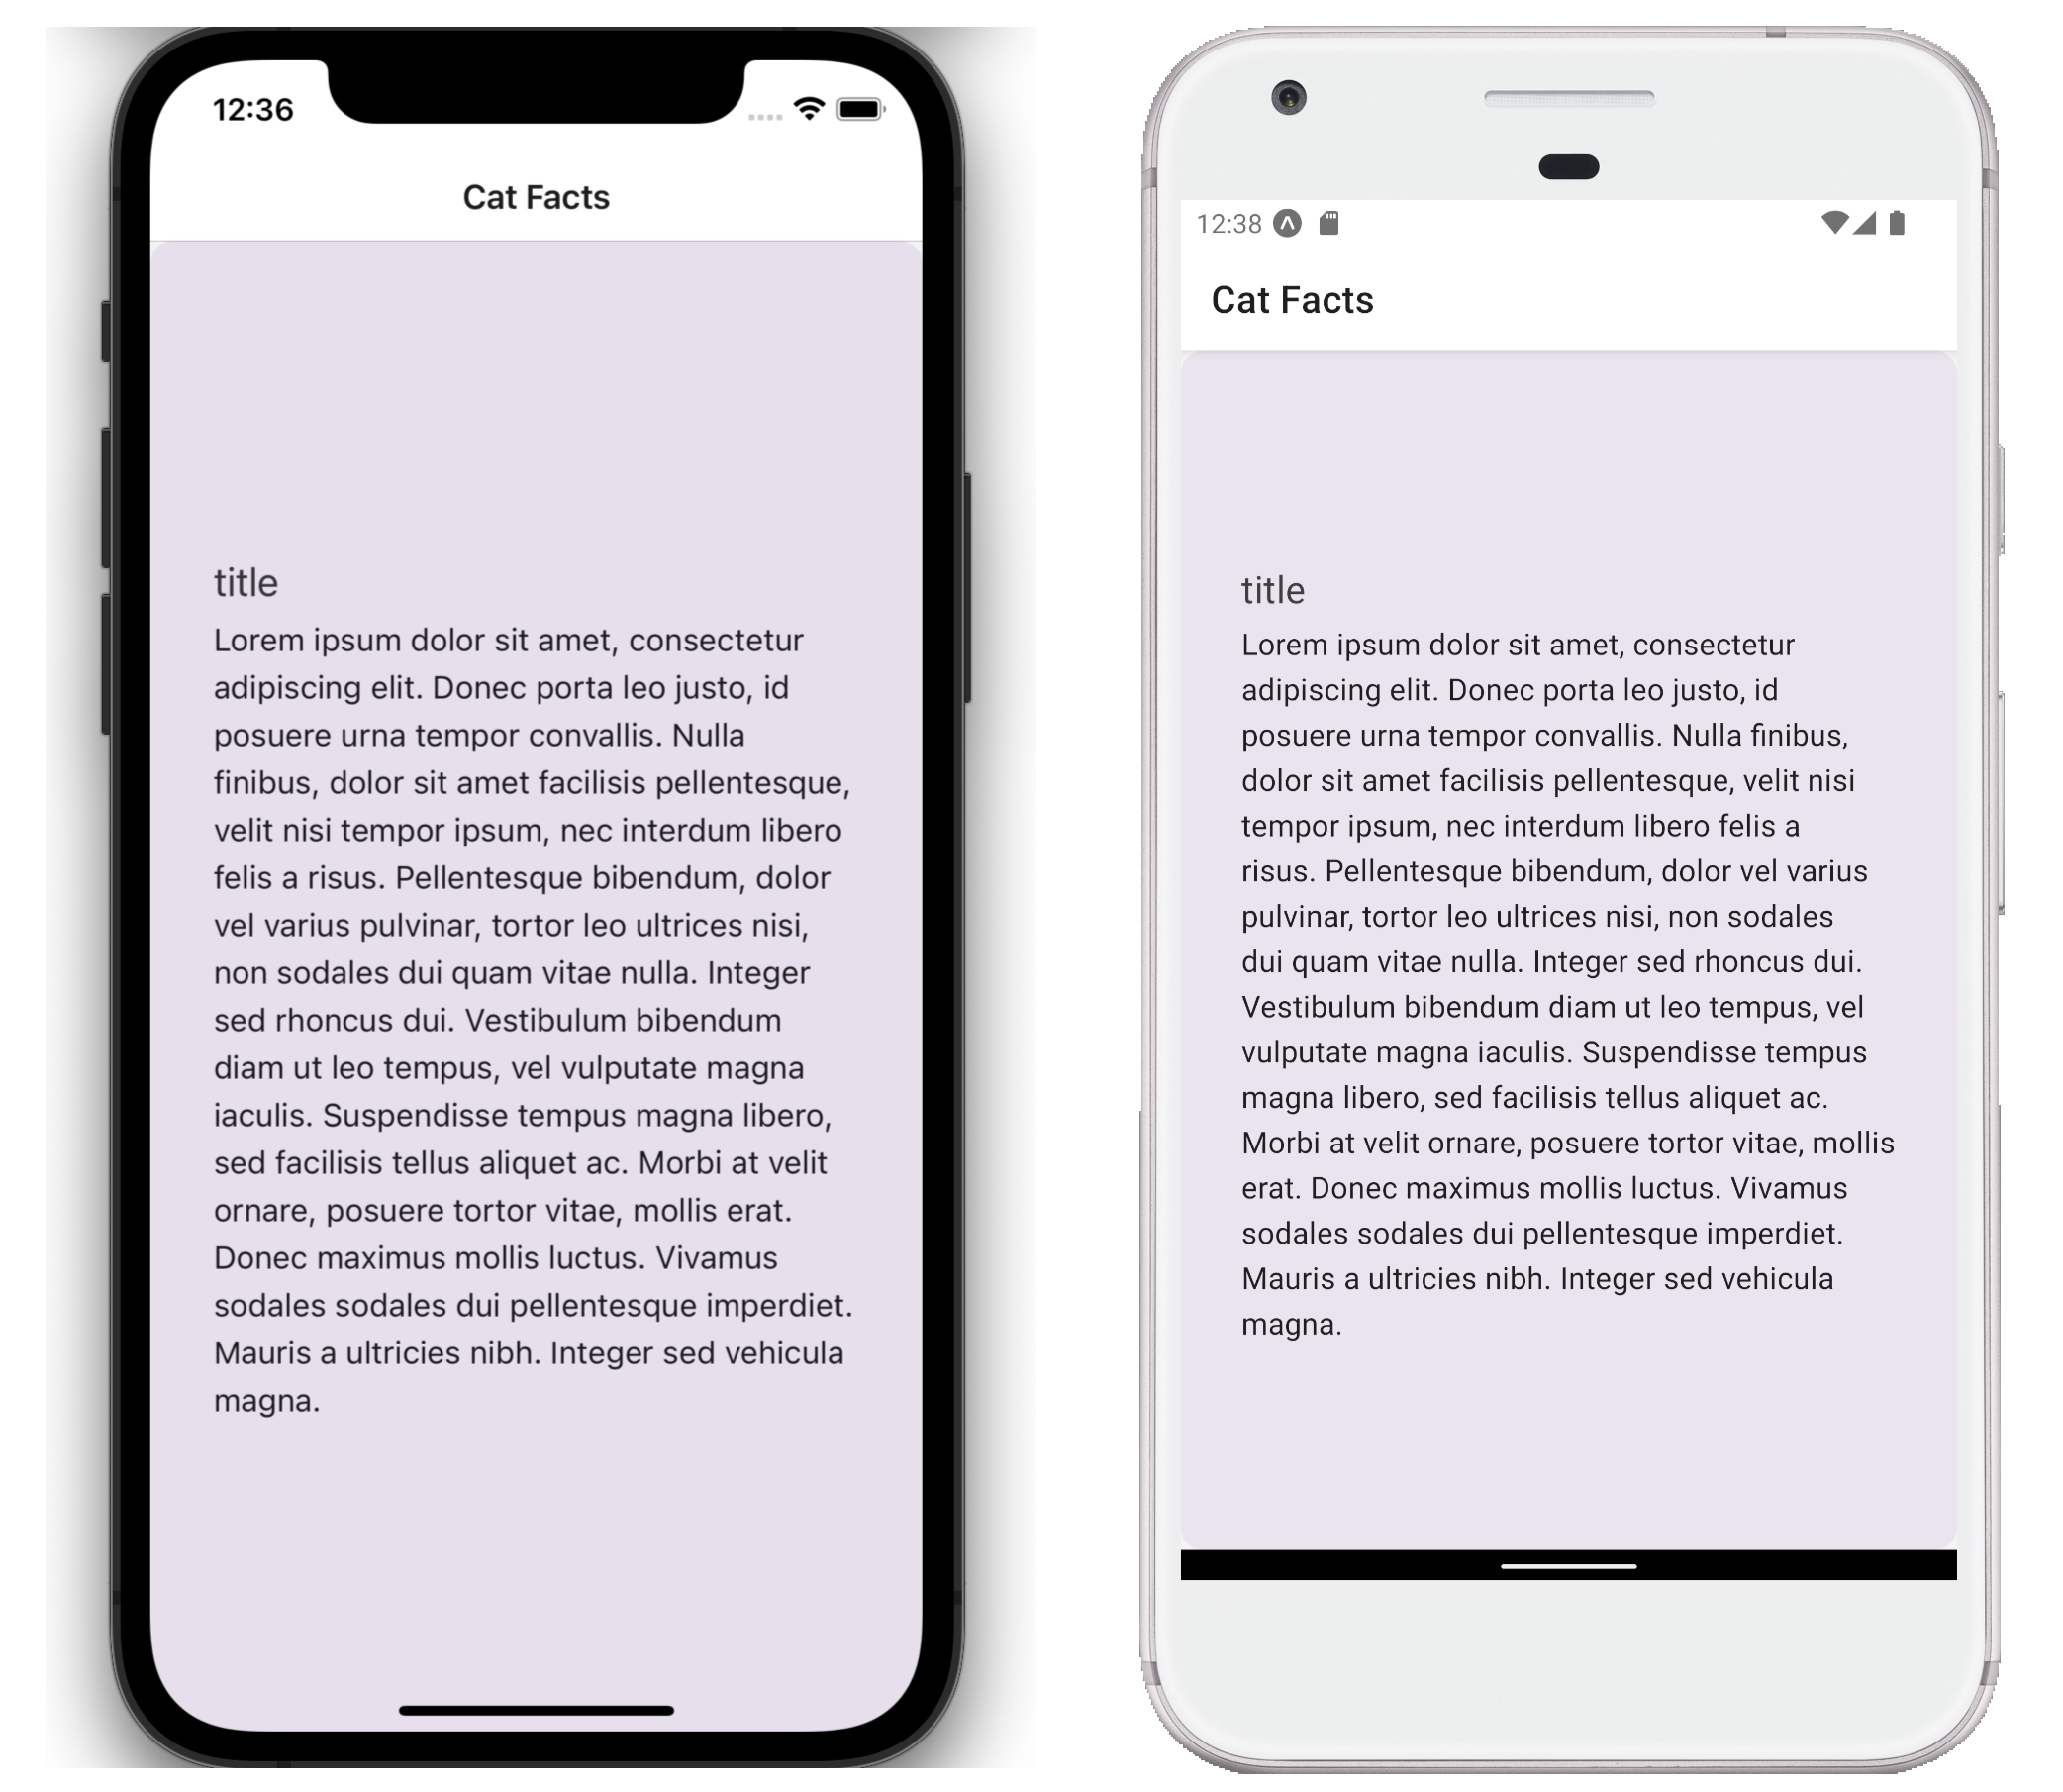 12:36
Cat Facts
title
Lorem ipsum dolor sit amet, consectetur
adipiscing elit. Donec porta leo justo, id
posuere urna tempor convallis. Nulla
finibus, dolor sit amet facilisis pellentesque,
velit nisi tempor ipsum, nec interdum libero
felis a risus. Pellentesque bibendum, dolor
vel varius pulvinar, tortor leo ultrices nisi,
non sodales dui quam vitae nulla. Integer
sed rhoncus dui. Vestibulum bibendum
diam ut leo tempus, vel vulputate magna
iaculis. Suspendisse tempus magna libero,
sed facilisis tellus aliquet ac. Morbi at velit
ornare, posuere tortor vitae, mollis erat.
Donec maximus mollis luctus. Vivamus
sodales sodales dui pellentesque imperdiet.
Mauris a ultricies nibh. Integer sed vehicula
magna.
12:38
Cat Facts
title
Lorem ipsum dolor sit amet, consectetur
adipiscing elit. Donec porta leo justo, id
posuere urna tempor convallis. Nulla finibus,
dolor sit amet facilisis pellentesque, velit nisi
tempor ipsum, nec interdum libero felis a
risus. Pellentesque bibendum, dolor vel varius
pulvinar, tortor leo ultrices nisi, non sodales
dui quam vitae nulla. Integer sed rhoncus dui.
Vestibulum bibendum diam ut leo tempus, vel
vulputate magna iaculis. Suspendisse tempus
magna libero, sed facilisis tellus aliquet ac.
Morbi at velit ornare, posuere tortor vitae, mollis
erat. Donec maximus mollis luctus. Vivamus
sodales sodales dui pellentesque imperdiet.
Mauris a ultricies nibh. Integer sed vehicula
magna.